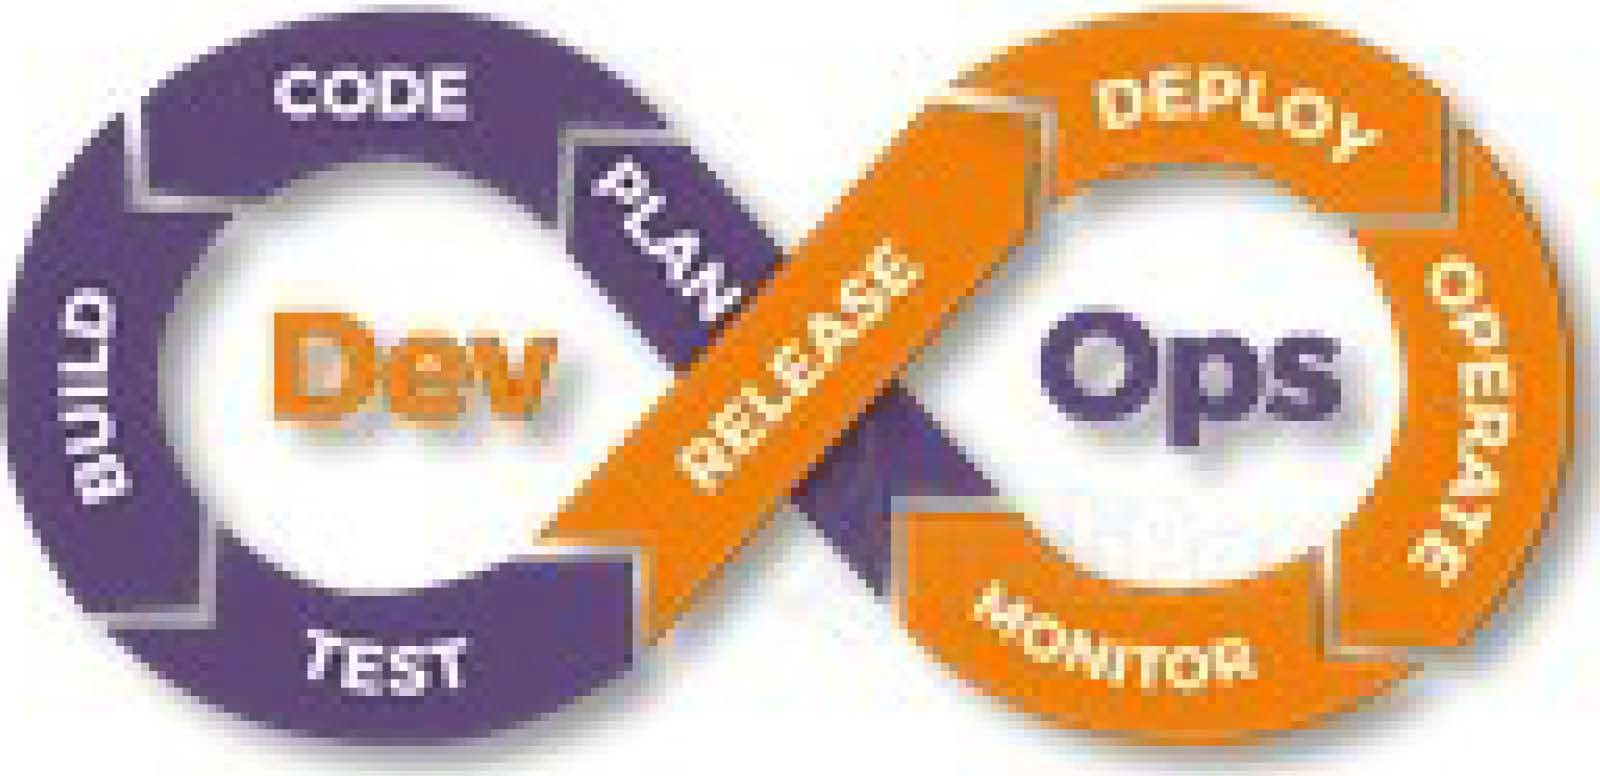 CODE
DEPLOY
PLAN
RELEASE
BUILD
Dev
Ops
OPERATE
TEST
MONITOR